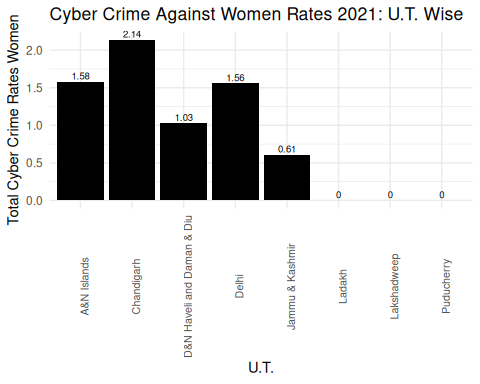 Cyber Crime Against Women Rates 2021: U.T. Wise
Total Cyber Crime Rates Women
2.0
1.5
1.0
0.5
0.0
1.58
2.14
1.03
1.56
0.61
0
0
0
A&N Islands
Chandigarh
D&N Haveli and Daman & Diu
Delhi
Jammu & Kashmir
Ladakh
Lakshadweep
Puducherry
U.T.